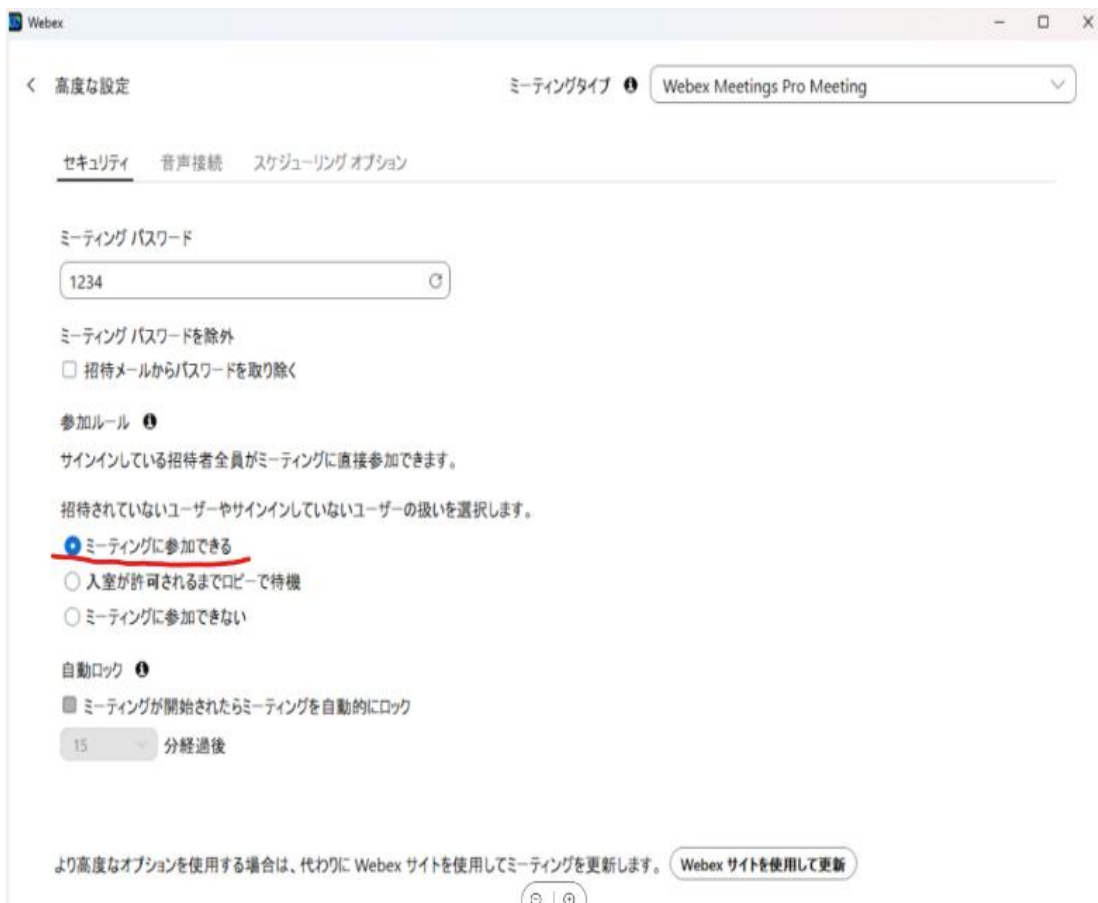 Webex
高度な設定
ミーティングタイプ Webex Meetings Pro Meeting
セキュリティ 音声接続 スケジューリング オプション
ミーティング パスワード
1234
ミーティング パスワードを除外
招待メールからパスワードを取り除く
参加ルール
サインインしている招待者全員がミーティングに直接参加できます。
招待されていないユーザーやサインインしていないユーザーの扱いを選択します。
ミーティングに参加できる
入室が許可されるまでロビーで待機
ミーティングに参加できない
自動ロック
ミーティングが開始されたらミーティングを自動的にロック
15 分経過後
より高度なオプションを使用する場合は、代わりに Webex サイトを使用してミーティングを更新します。 Webex サイトを使用して更新